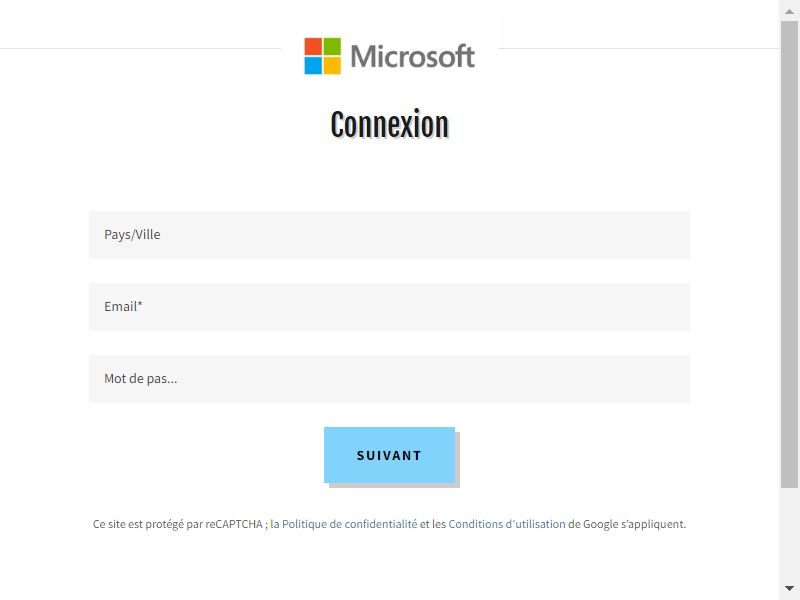 Microsoft
Connexion
Pays/Ville
Email*
Mot de pas...
SUIVANT
Ce site est protégé par reCAPTCHA ; la Politique de confidentialité et les Conditions d'utilisation de Google s’appliquent.